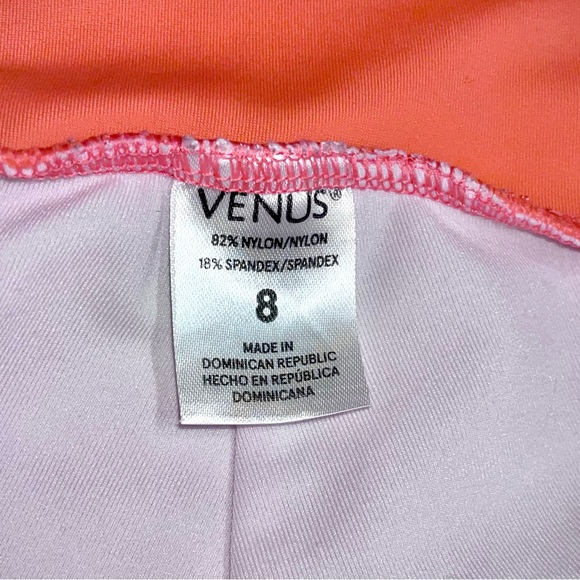 VENUS®
82% NYLON/NYLON
18% SPANDEX/SPANDEX
8
MADE IN
DOMINICAN REPUBLIC
HECHO EN REPÚBLICA
DOMINICANA